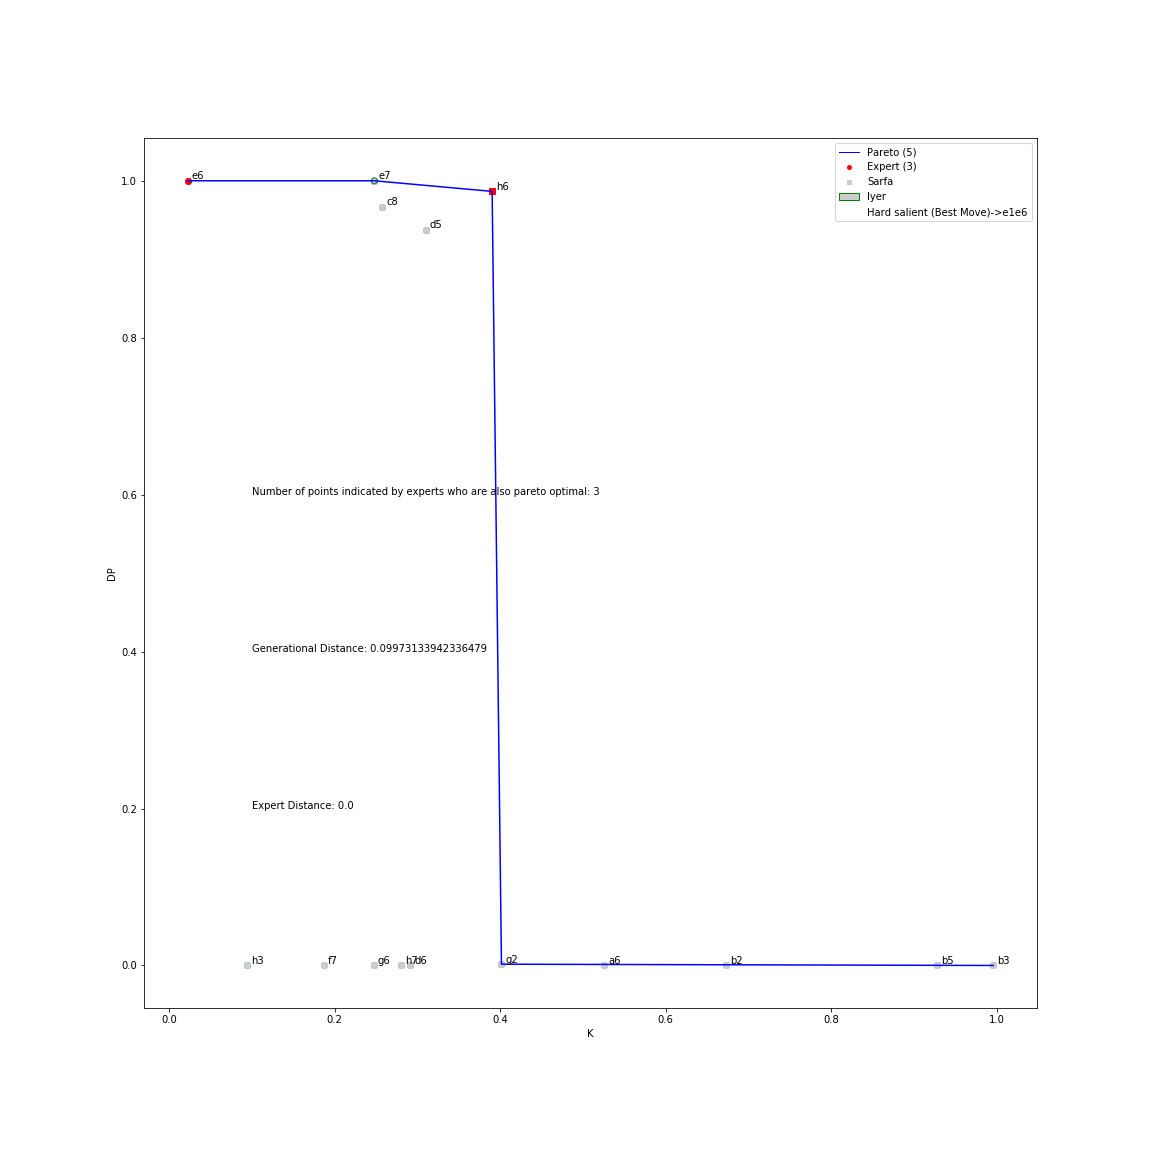 Pareto (5)
Expert (3)
Sarfa
Iyer
Hard salient (Best Move)->e1e6
e6
e7
h6
c8
d5
Number of points indicated by experts who are also pareto optimal: 3
Generational Distance: 0.09973133942336479
Expert Distance: 0.0
h3
f7
g6
h7
d6
g2
a6
b2
b5
b3
1.0
0.8
0.6
0.4
0.2
0.0
DP
0.0
0.2
0.4
0.6
0.8
1.0
K